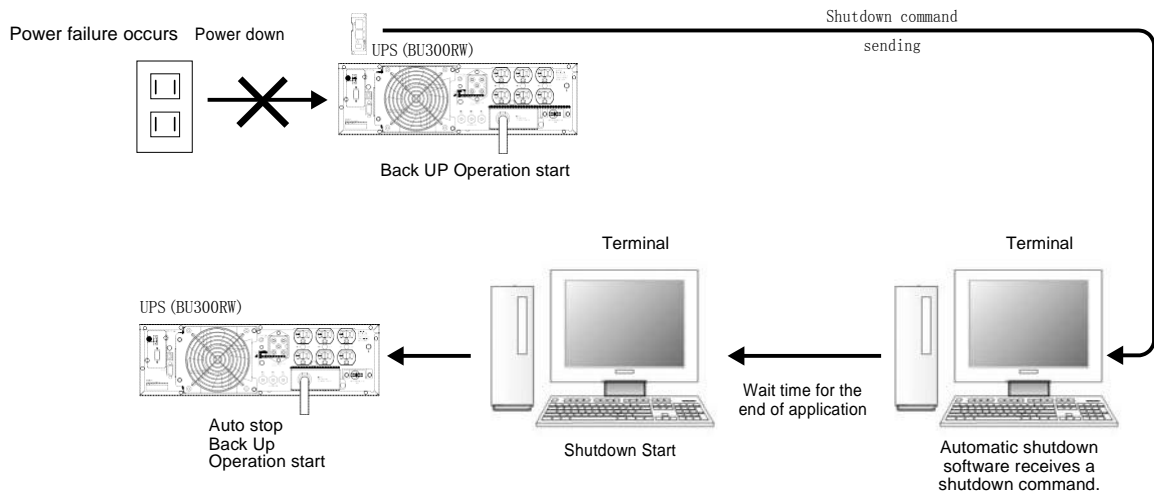 Shutdown command
sending
Power failure occurs
Power down
UPS(BU300RW)
Back UP Operation start
Terminal
Terminal
UPS(BU300RW)
Wait time for the
end of application
Auto stop
Back Up
Operation start
Shutdown Start
Automatic shutdown
software receives a
shutdown command.